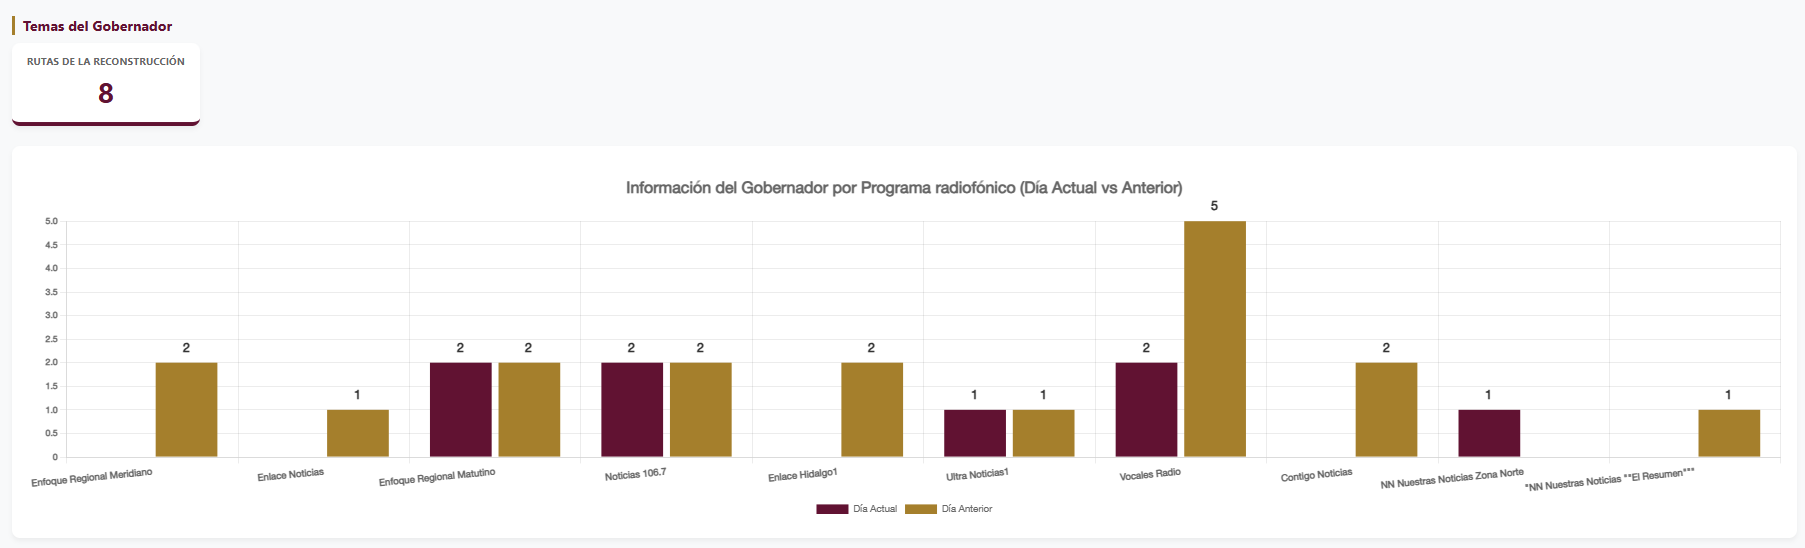 Temas del Gobernador
RUTAS DE LA RECONSTRUCCIÓN
8
Información del Gobernador por Programa radiofónico (Día Actual vs Anterior)
5.0
4.5
4.0
3.5
3.0
2.5
2.0
1.5
1.0
0.5
0
2
1
2
2
2
2
2
1
1
2
5
2
1
1
Enfoque Regional Meridiano
Enlace Noticias
Enfoque Regional Matutino
Noticias 106.7
Enlace Hidalgo1
Ultra Noticias1
Vocales Radio
Contigo Noticias
NN Nuestras Noticias Zona Norte
"NN Nuestras Noticias ""El Resumen"""
Día Actual
Día Anterior